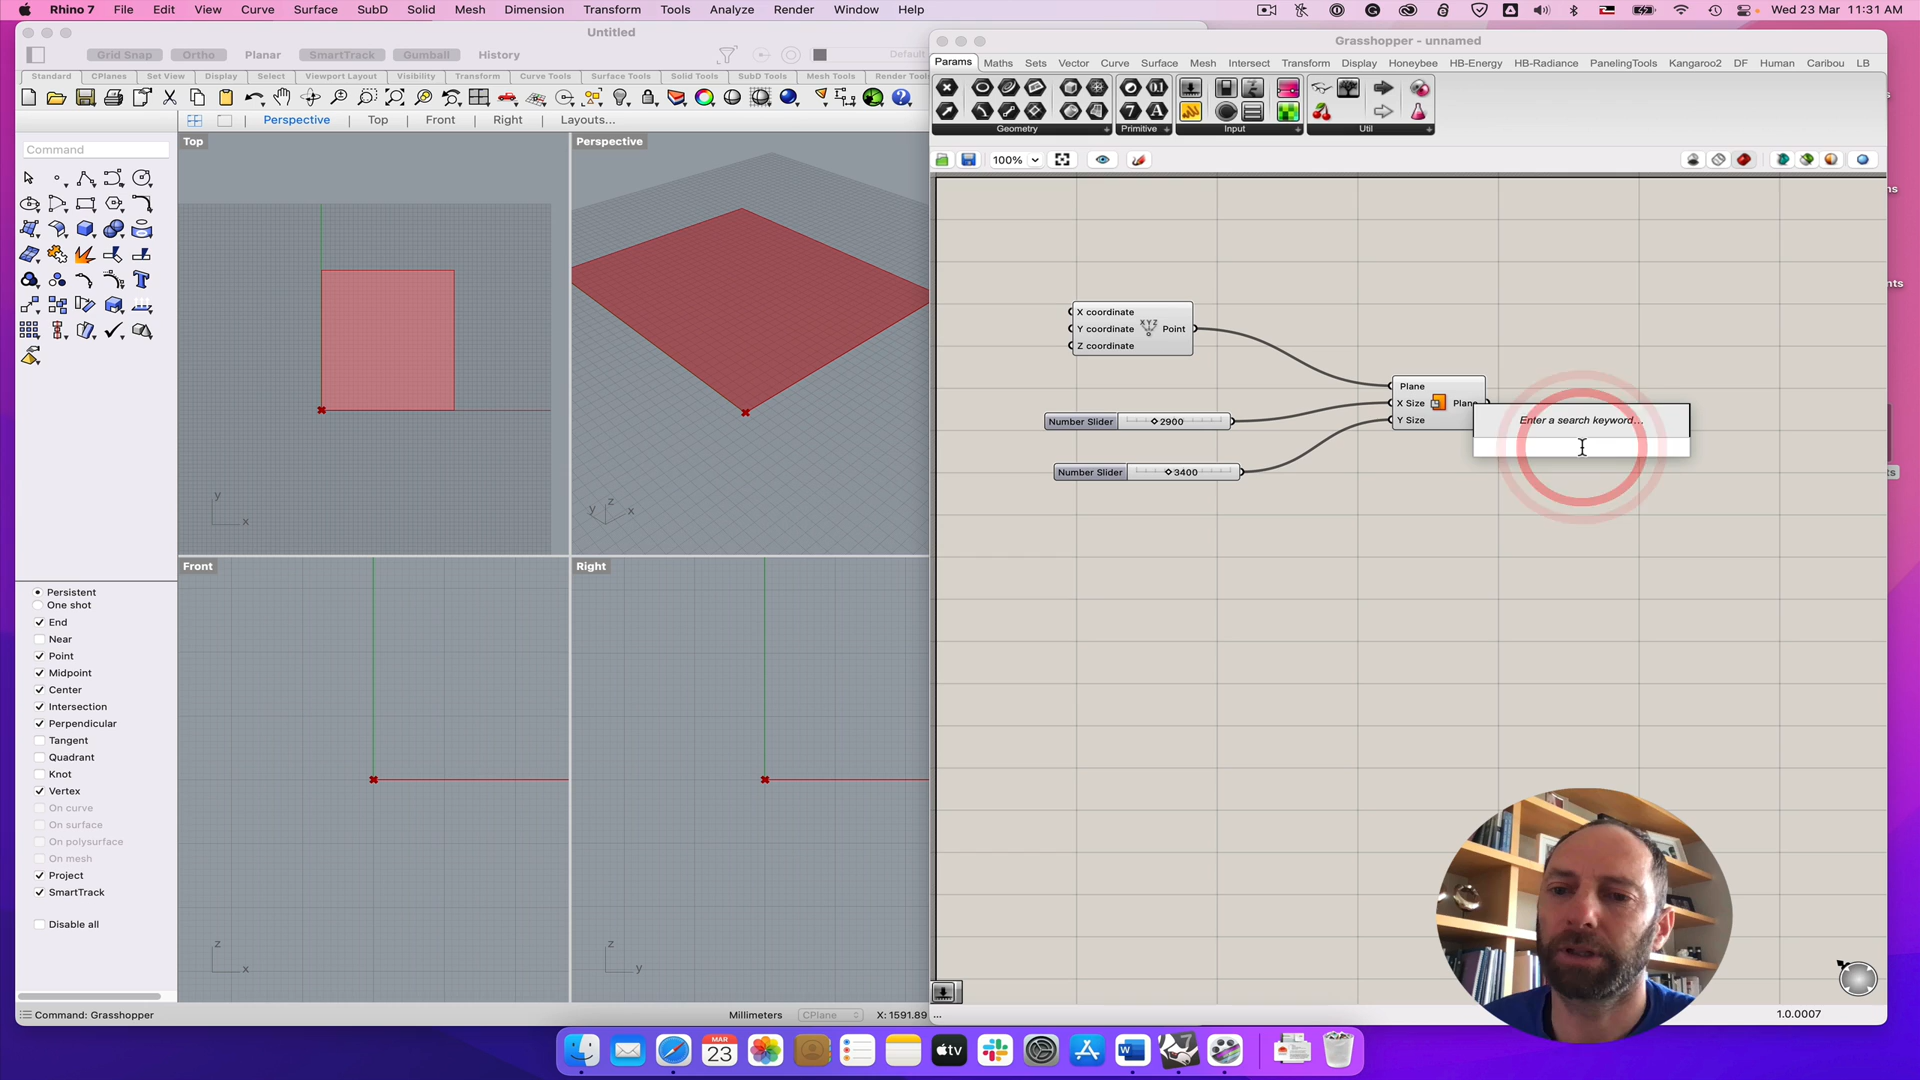 Rhino 7 File Edit View Curve Surface SubD Solid Mesh Dimension Transform Tools Analyze Render Window Help Wed 23 Mar 11:31 AM
Untitled
Grid Snap Ortho Planar SmartTrack Gumball History Default
Standard CPlanes Set View Display Select Viewport Layout Visibility Transform Curve Tools Surface Tools Solid Tools SubD Tools Mesh Tools Render Tools
Perspective Top Front Right Layouts...
Command
Top
Perspective
y
x
z
y x
Front
Right
z
x
z
y
Persistent
One shot
End
Near
Point
Midpoint
Center
Intersection
Perpendicular
Tangent
Quadrant
Knot
Vertex
On curve
On surface
On polysurface
On mesh
Project
SmartTrack
Disable all
Command: Grasshopper
Millimeters CPlane X: 1591.89
Grasshopper - unnamed
Params Maths Sets Vector Curve Surface Mesh Intersect Transform Display Honeybee HB-Energy HB-Radiance PanelingTools Kangaroo2 DF Human Caribou LB
Geometry Primitive Input Util
100%
X coordinate
Y coordinate
Z coordinate
XYZ
Point
Number Slider 2900
Number Slider 3400
Plane
X Size
Y Size
Plane
Enter a search keyword...
...
1.0.0007
MAR
23
tv
W
7